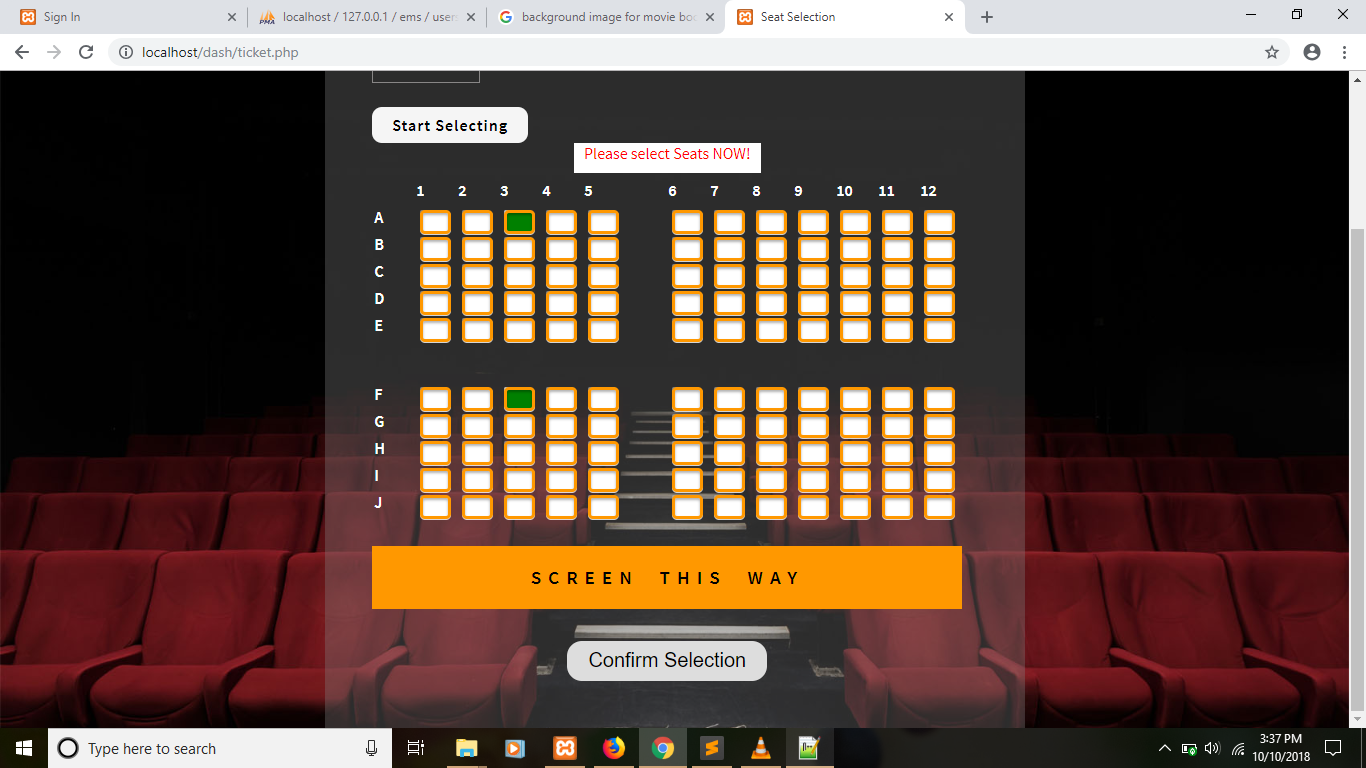 Sign In
localhost / 127.0.0.1 / ems / user
background image for movie boo
Seat Selection
localhost/dash/ticket.php
Start Selecting
Please select Seats NOW!
1 2 3 4 5 6 7 8 9 10 11 12
A
B
C
D
E
F
G
H
I
J
SCREEN THIS WAY
Confirm Selection
Type here to search
3:37 PM
10/10/2018